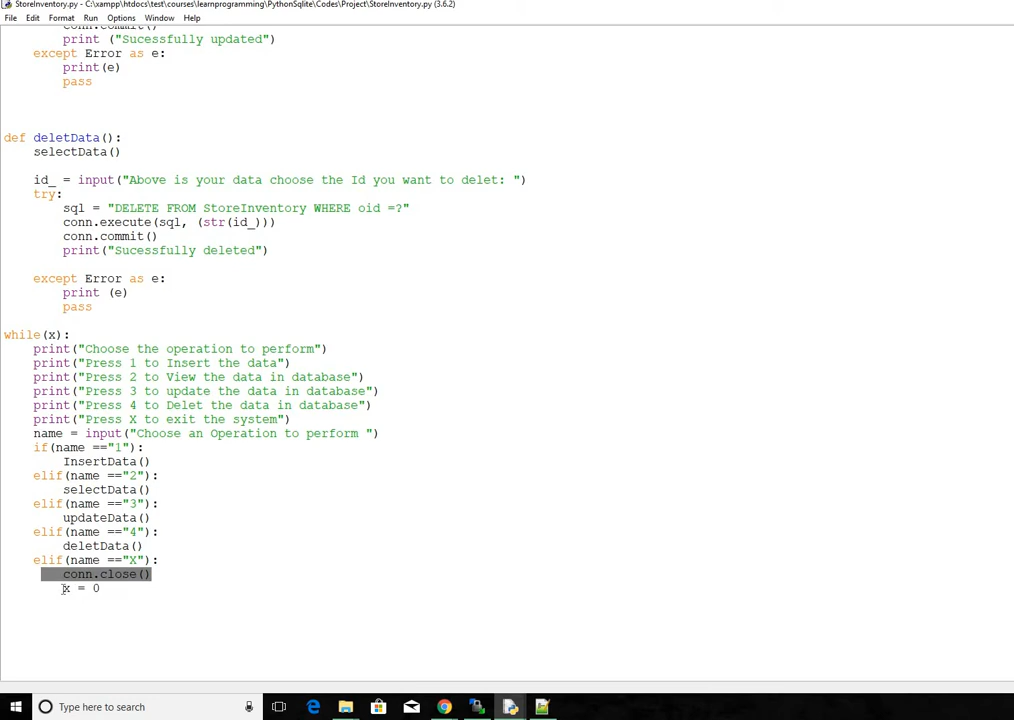 StoreInventory.py - C:\xampp\htdocs\test\courses\learnprogramming\PythonSqlite\Codes\Project\StoreInventory.py (3.6.2)
File Edit Format Run Options Window Help
conn.commit()
print ("Sucessfully updated")
except Error as e:
print(e)
pass
def deletData():
selectData()
id_ = input("Above is your data choose the Id you want to delet: ")
try:
sql = "DELETE FROM StoreInventory WHERE oid =?"
conn.execute(sql, (str(id_)))
conn.commit()
print("Sucessfully deleted")
except Error as e:
print (e)
pass
while(x):
print("Choose the operation to perform")
print("Press 1 to Insert the data")
print("Press 2 to View the data in database")
print("Press 3 to update the data in database")
print("Press 4 to Delet the data in database")
print("Press X to exit the system")
name = input("Choose an Operation to perform ")
if(name =="1"):
InsertData()
elif(name =="2"):
selectData()
elif(name =="3"):
updateData()
elif(name =="4"):
deletData()
elif(name =="X"):
conn.close()
x = 0
Type here to search